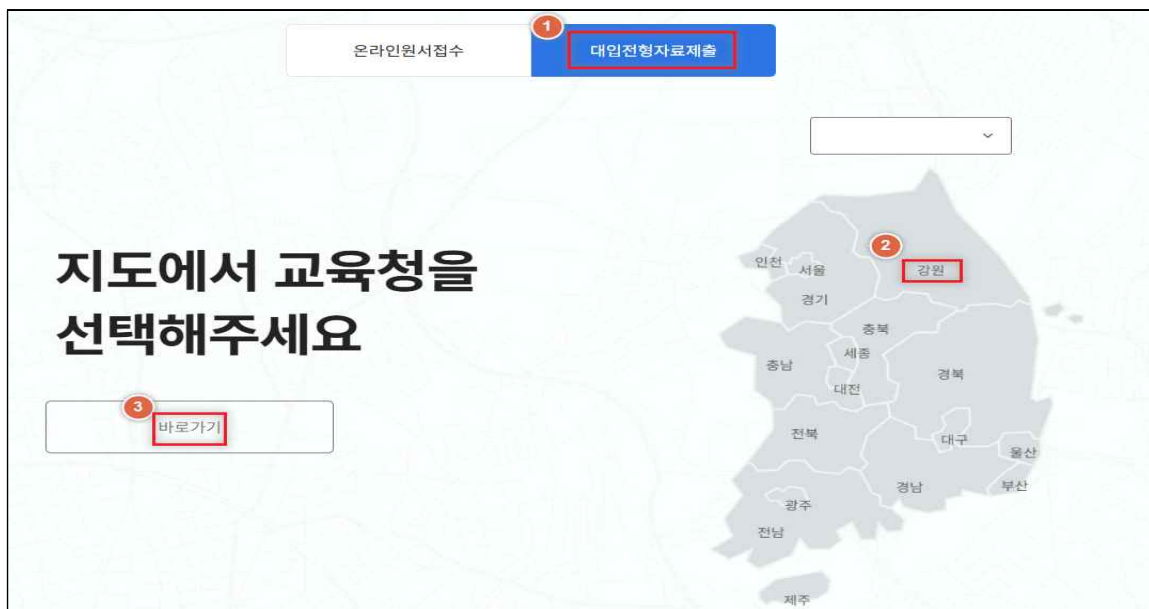 1
온라인원서접수
대입전형자료제출
2
인천
서울
강원
경기
충북
세종
충남
경북
대전
전북
대구
울산
경남
부산
광주
전남
제주
지도에서 교육청을
선택해주세요
3
바로가기